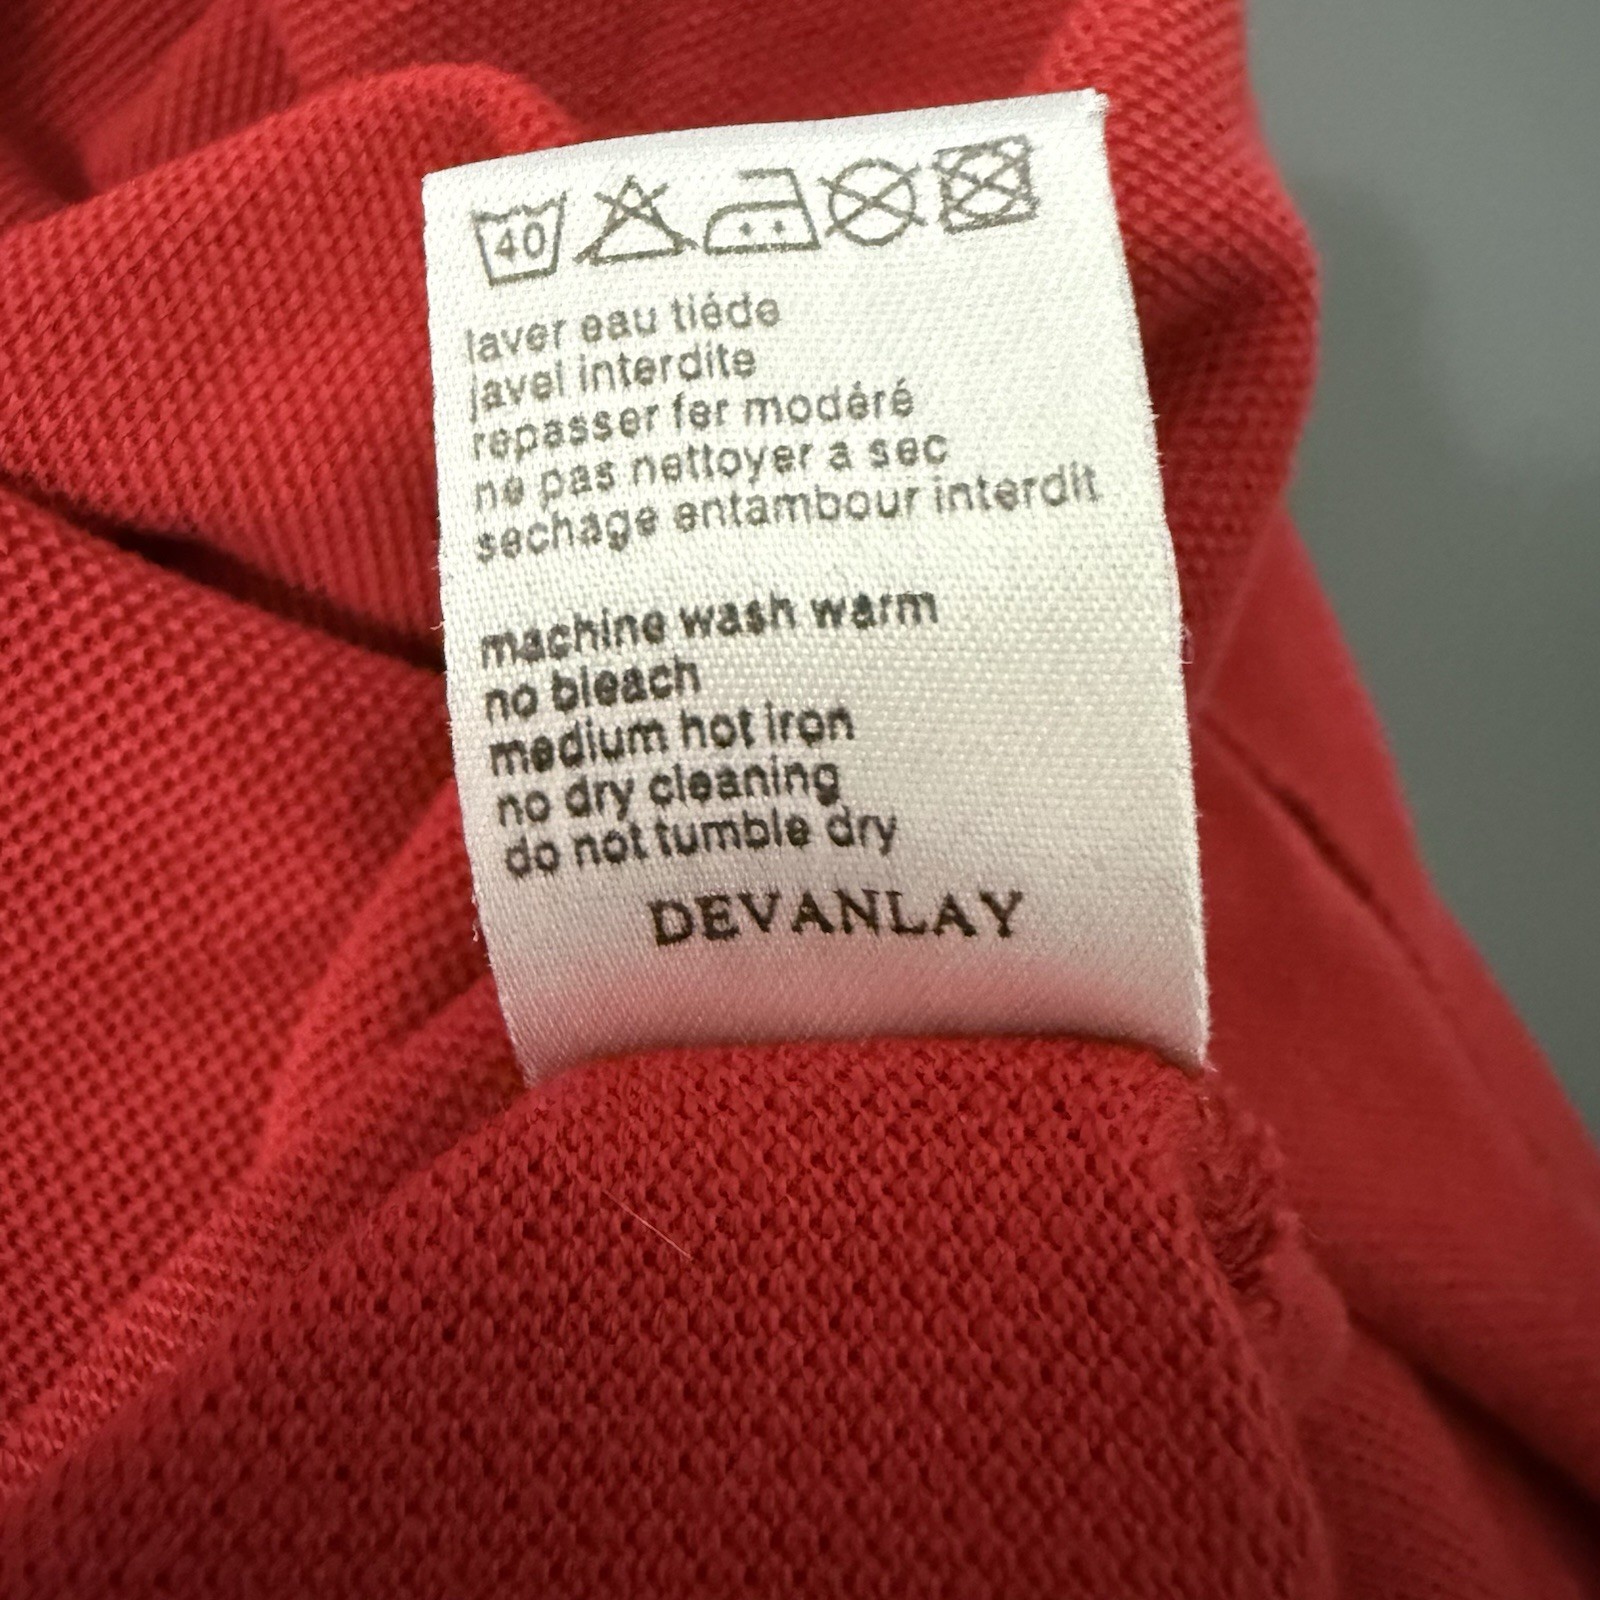 40
laver eau tiéde
javel interdite
repasser fer modéré
ne pas nettoyer a sec
sechage entambour interdit
machine wash warm
no bleach
medium hot iron
no dry cleaning
do not tumble dry
DEVANLAY